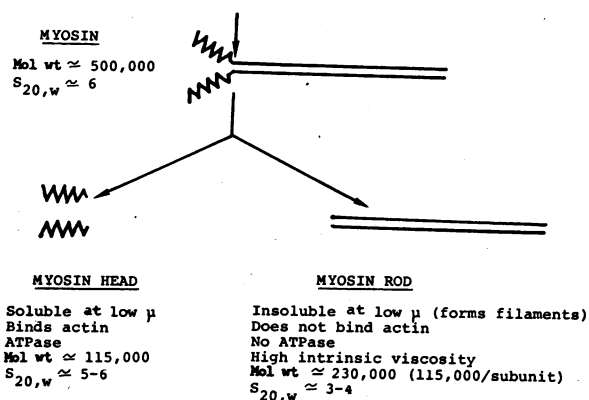 MYOSIN
Mol wt ≃ 500,000
S20,w ≃ 6
MYOSIN HEAD
Soluble at low μ
Binds actin
ATPase
Mol wt ≃ 115,000
S20,w ≃ 5-6
MYOSIN ROD
Insoluble at low μ (forms filaments)
Does not bind actin
No ATPase
High intrinsic viscosity
Mol wt ≃ 230,000 (115,000/subunit)
S20,w ≃ 3-4